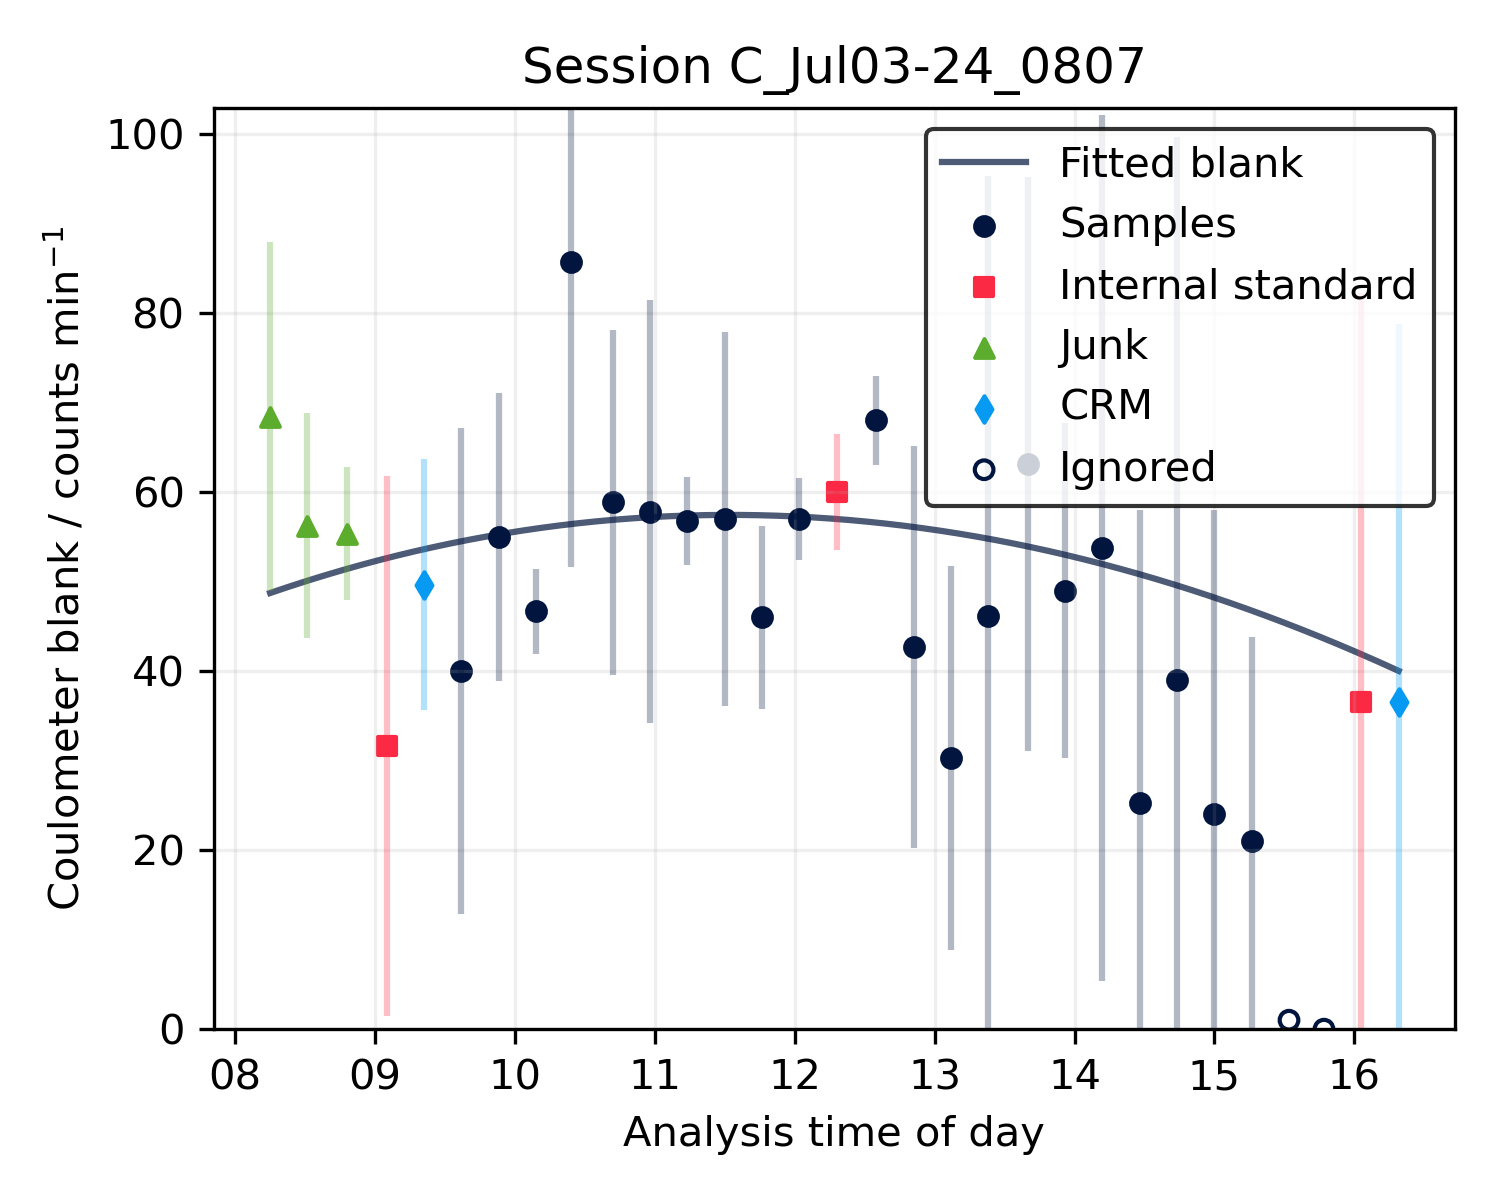 Session C_Jul03-24_0807
Coulometer blank / counts min⁻¹
100
80
60
40
20
0
Fitted blank
Samples
Internal standard
Junk
CRM
Ignored
08 09 10 11 12 13 14 15 16
Analysis time of day